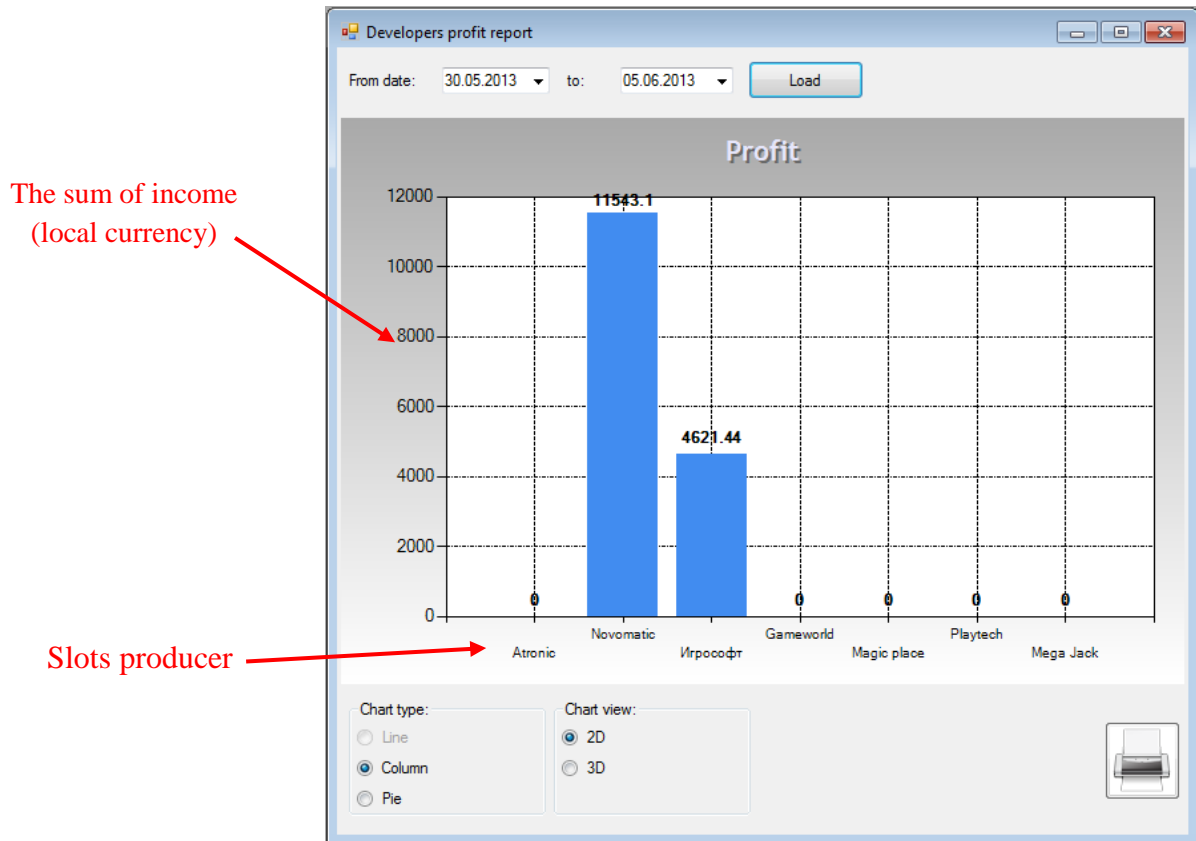 Developers profit report
From date: 30.05.2013 to: 05.06.2013 Load
Profit
The sum of income
(local currency)
12000
10000
8000
6000
4000
2000
0
11543.1
4621.44
0 0 0 0 0
Novomatic Gameworld Playtech
Atronic Игрософт Magic place Mega Jack
Slots producer
Chart type: Chart view:
Line 2D
Column 3D
Pie